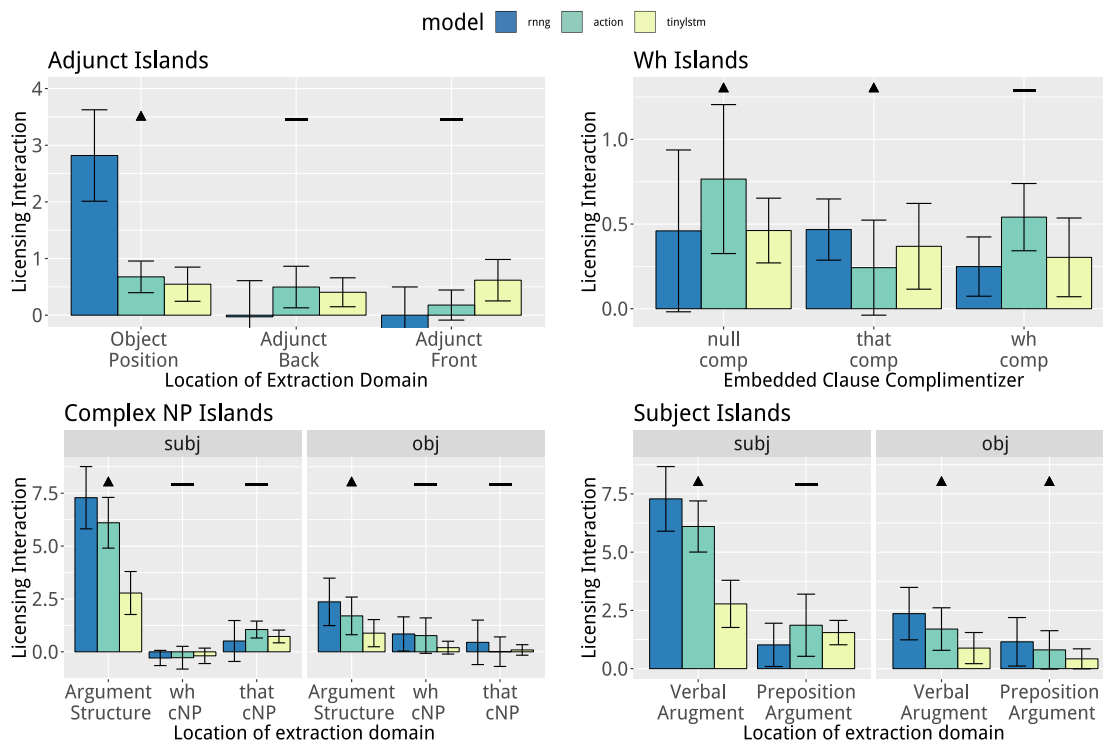 model rnng action tinylstm
Adjunct Islands
Licensing Interaction
4
3
2
1
0
Object Position
Adjunct Back
Adjunct Front
Location of Extraction Domain
Wh Islands
Licensing Interaction
1.0
0.5
0.0
null comp
that comp
wh comp
Embedded Clause Complimentizer
Complex NP Islands
subj obj
Licensing Interaction
7.5
5.0
2.5
0.0
Argument Structure
wh cNP
that cNP
Argument Structure
wh cNP
that cNP
Location of extraction domain
Subject Islands
subj obj
Licensing Interaction
7.5
5.0
2.5
0.0
Verbal Arugment
Preposition Argument
Verbal Arugment
Preposition Argument
Location of extraction domain